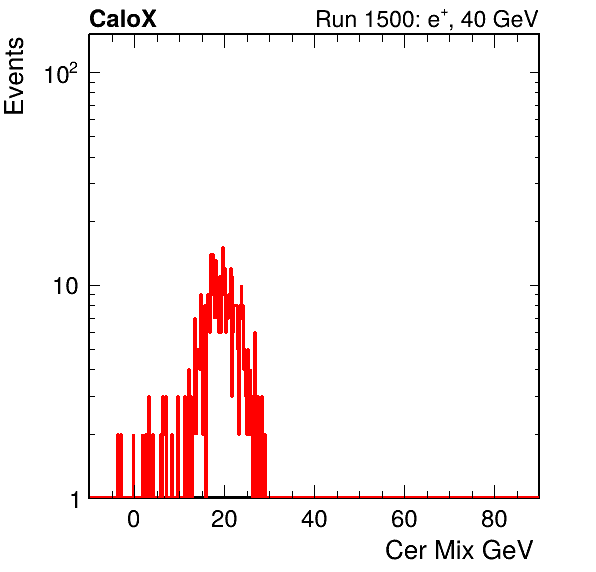 CaloX
Run 1500: e⁺, 40 GeV
Events
10²
10
1
0 20 40 60 80
Cer Mix GeV